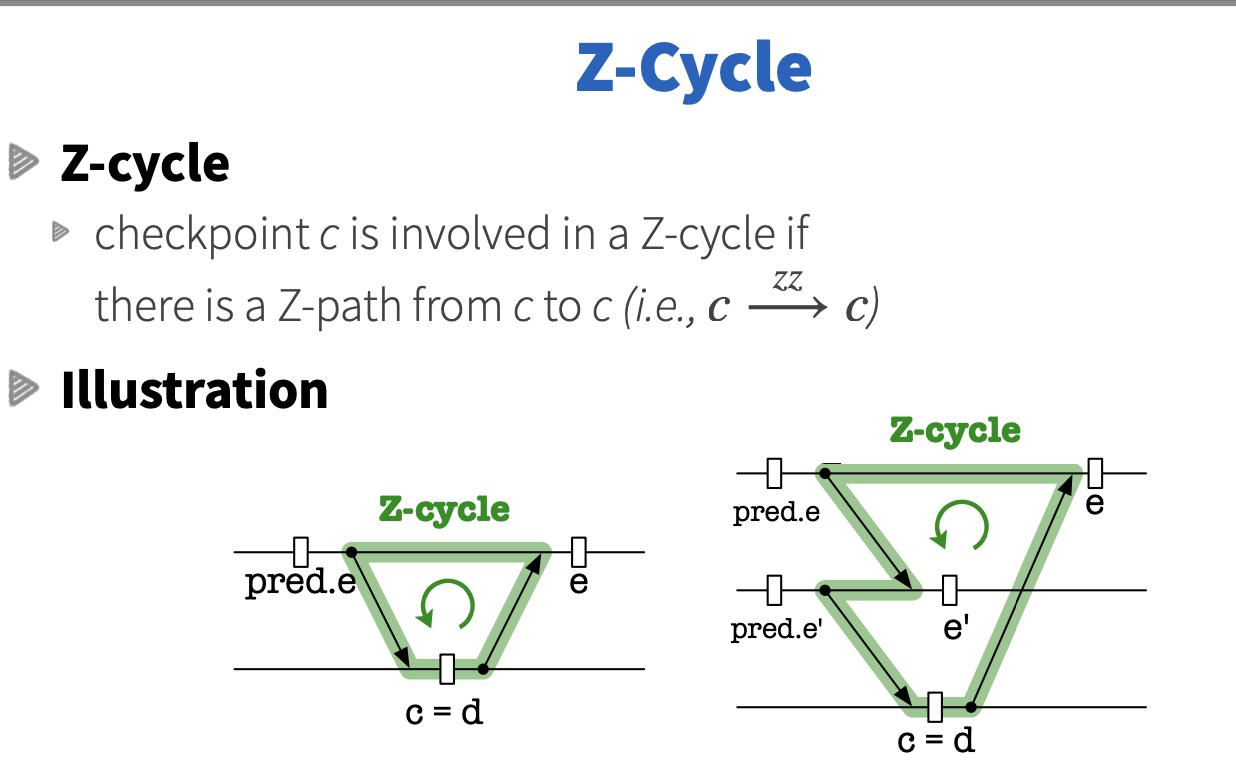 Z-Cycle
Z-cycle
checkpoint c is involved in a Z-cycle if
there is a Z-path from c to c (i.e., c zz⟶ c)
Illustration
Z-cycle
pred.e
e
c = d
Z-cycle
pred.e
e
pred.e'
e'
c = d